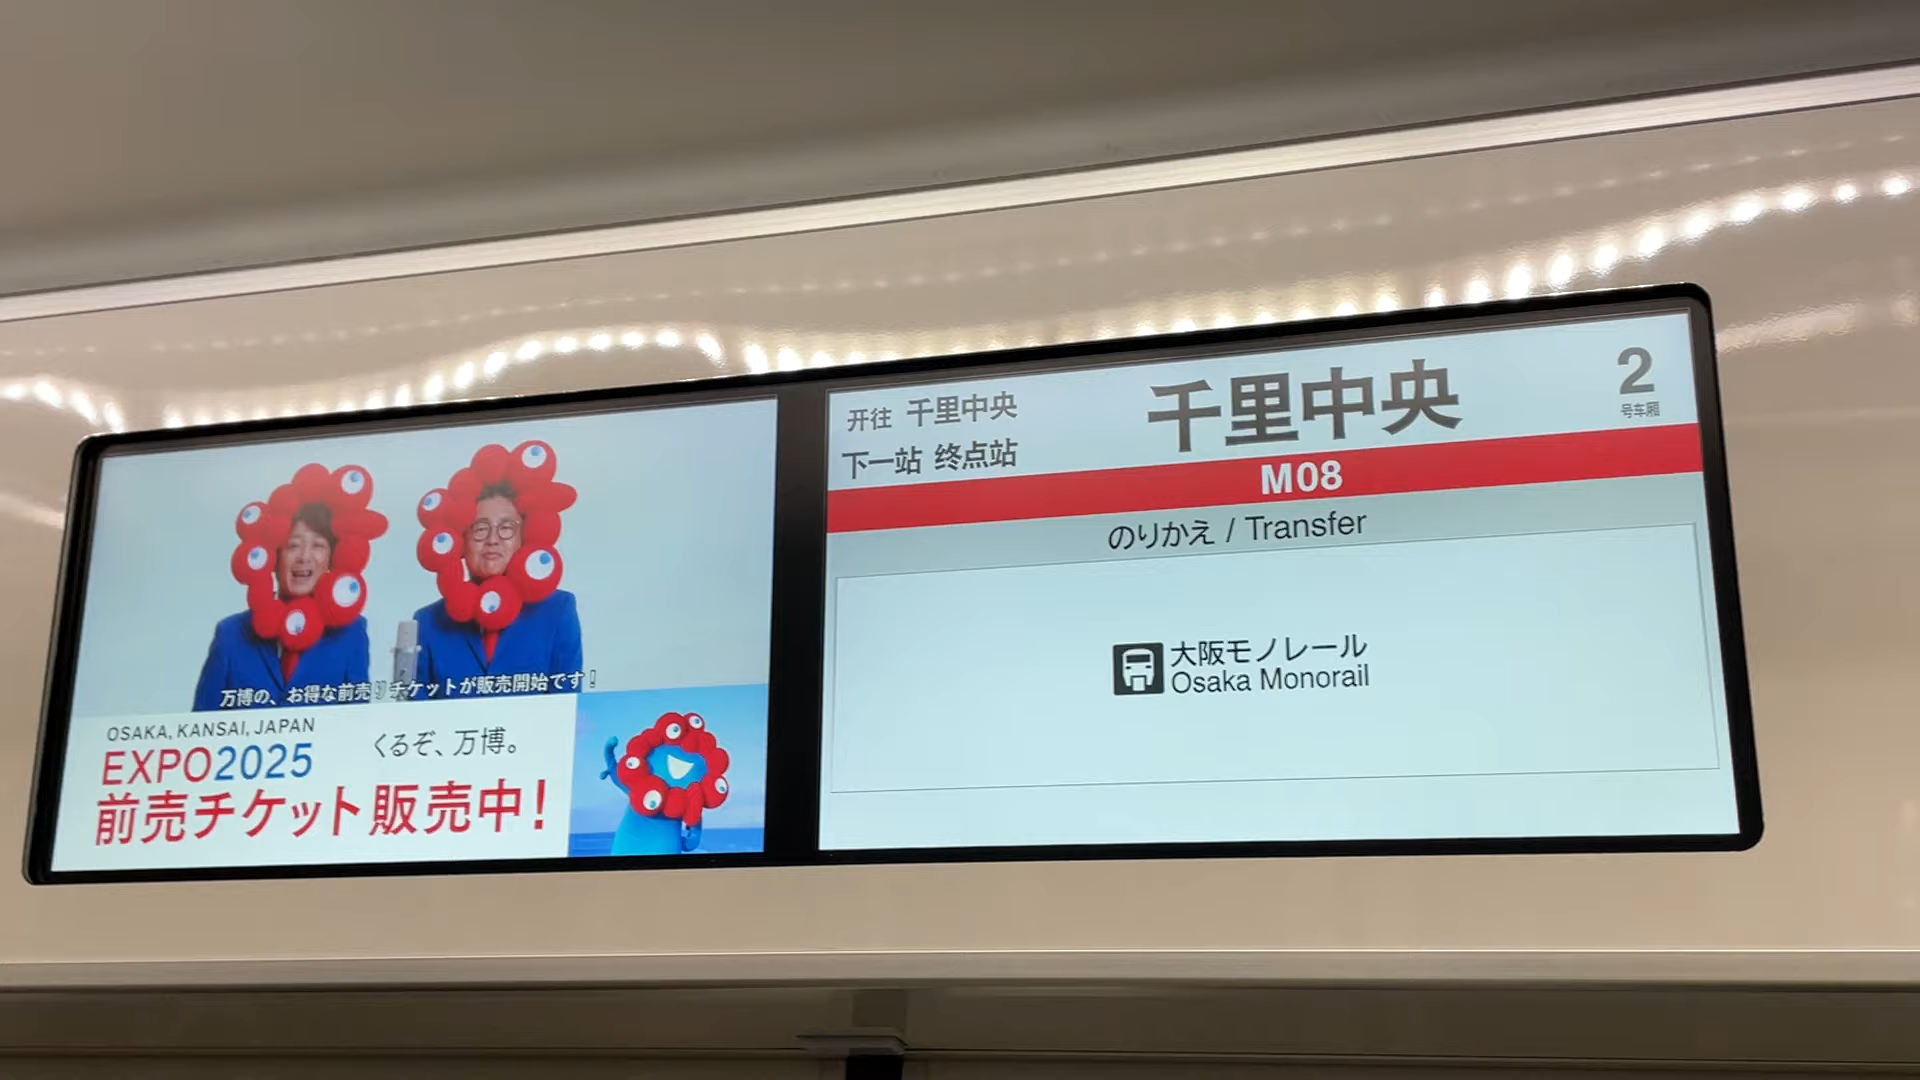 万博の、お得な前売りチケットが販売開始です！
OSAKA, KANSAI, JAPAN
EXPO2025
くるぞ、万博。
前売チケット販売中！
开往 千里中央
下一站 终点站
千里中央
2
号车厢
M08
のりかえ / Transfer
大阪モノレール
Osaka Monorail